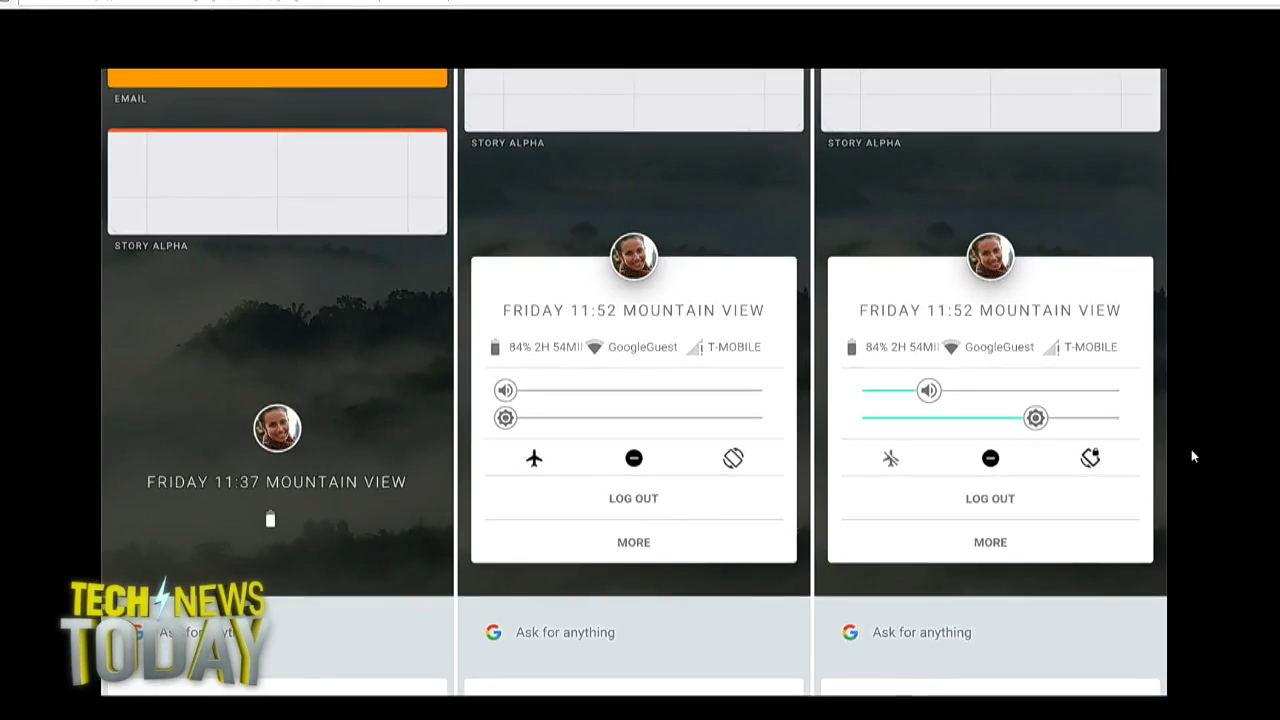 EMAIL
STORY ALPHA
FRIDAY 11:37 MOUNTAIN VIEW
STORY ALPHA
FRIDAY 11:52 MOUNTAIN VIEW
84% 2H 54MI
GoogleGuest
T-MOBILE
LOG OUT
MORE
Ask for anything
STORY ALPHA
FRIDAY 11:52 MOUNTAIN VIEW
84% 2H 54MI
GoogleGuest
T-MOBILE
LOG OUT
MORE
Ask for anything
TECH NEWS
TODAY